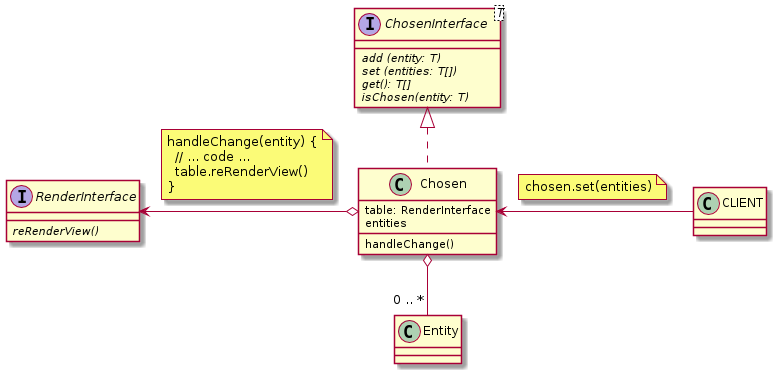 I ChosenInterface T
add (entity: T)
set (entities: T[])
get(): T[]
isChosen(entity: T)
handleChange(entity) {
// ... code ...
table.reRenderView()
}
I RenderInterface
reRenderView()
C Chosen
table: RenderInterface
entities
handleChange()
chosen.set(entities)
C CLIENT
0 .. *
C Entity